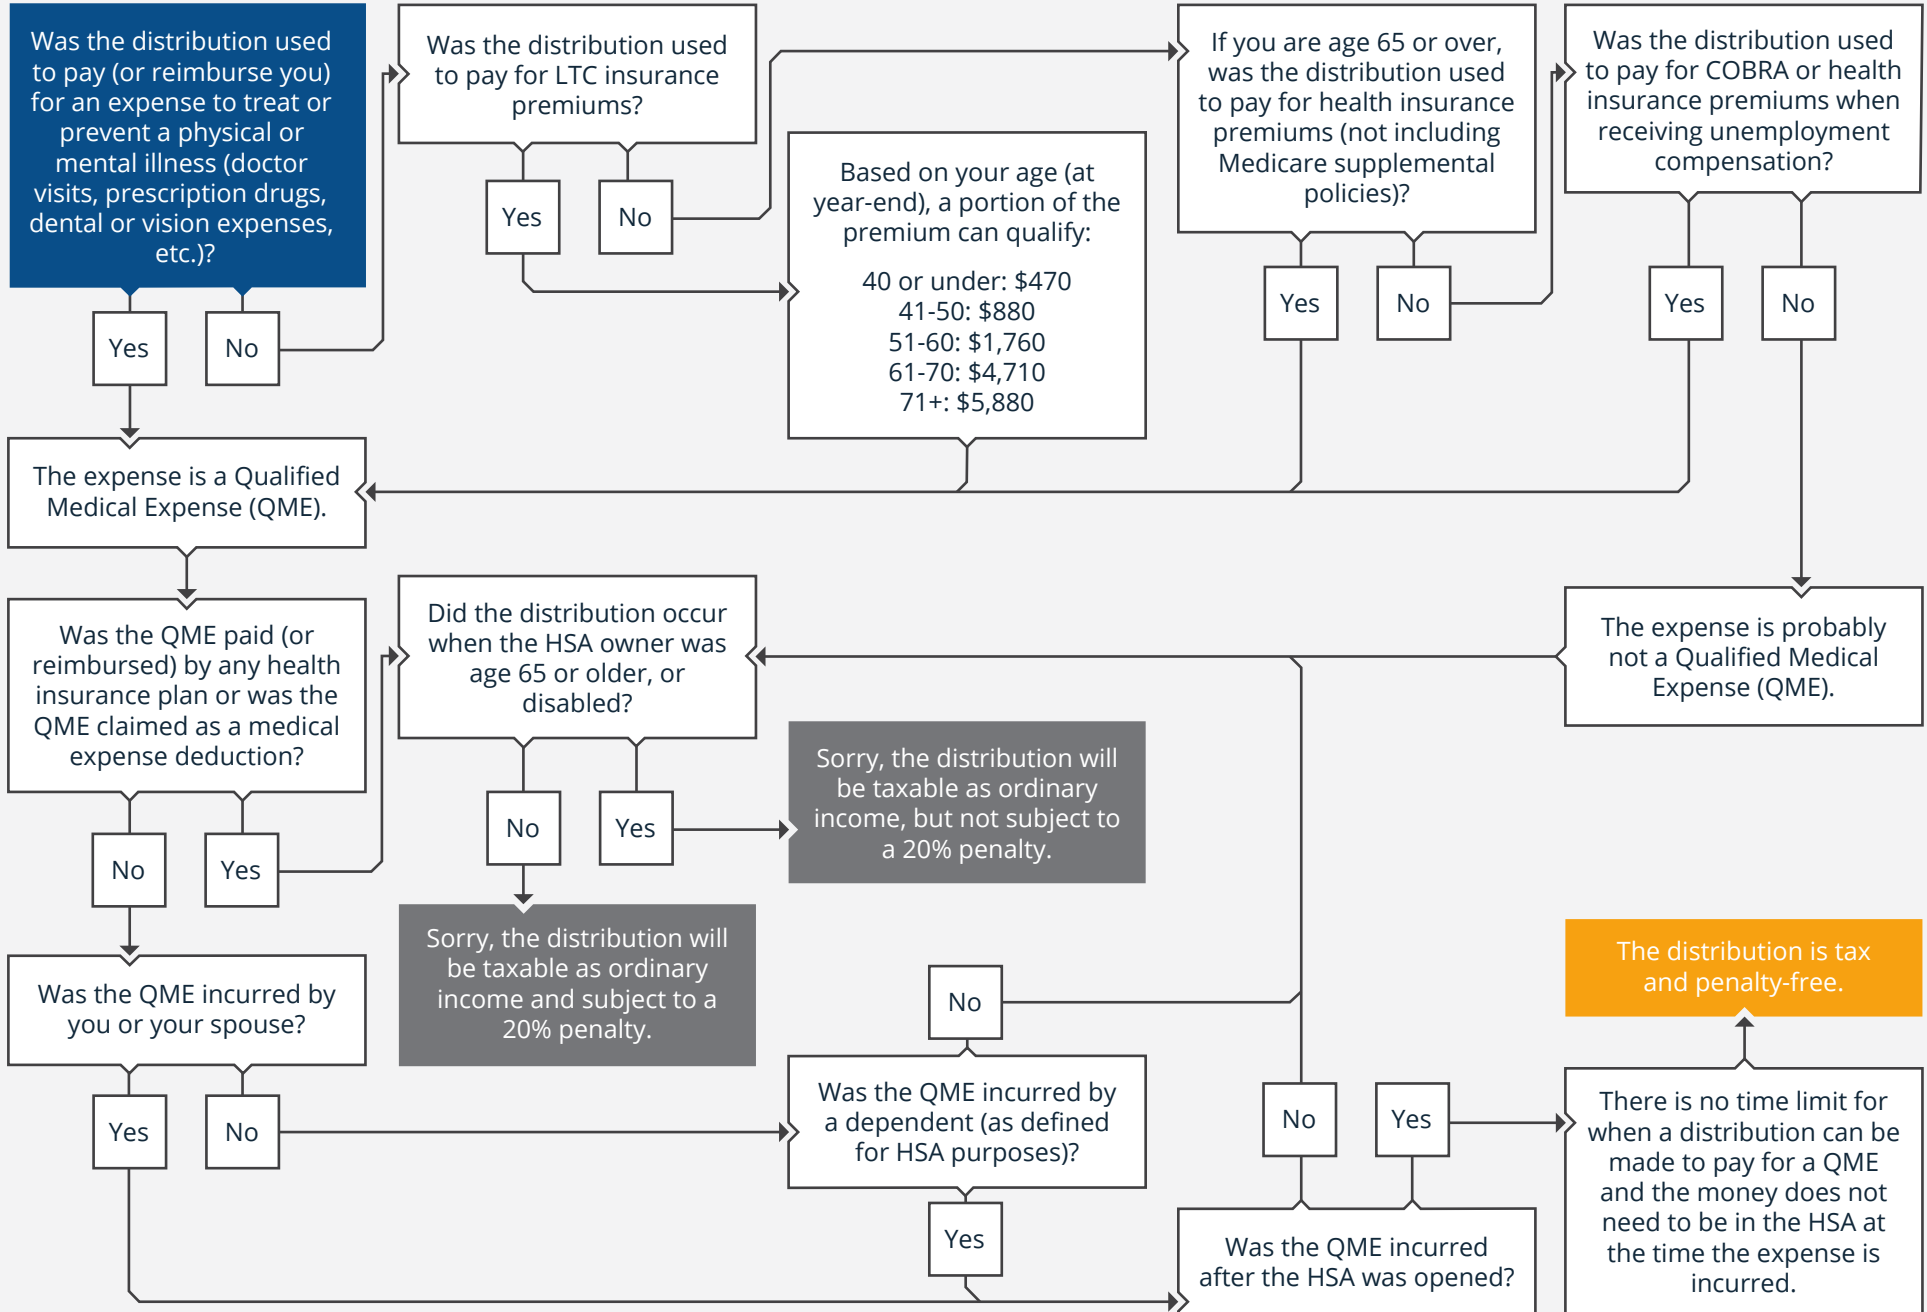 Was the distribution used
to pay (or reimburse you)
for an expense to treat or
prevent a physical or
mental illness (doctor
visits, prescription drugs,
dental or vision expenses,
etc.)?
Yes
No
Was the distribution used
to pay for LTC insurance
premiums?
Yes
No
Based on your age (at
year-end), a portion of the
premium can qualify:
40 or under: $470
41-50: $880
51-60: $1,760
61-70: $4,710
71+: $5,880
If you are age 65 or over,
was the distribution used
to pay for health insurance
premiums (not including
Medicare supplemental
policies)?
Yes
No
Was the distribution used
to pay for COBRA or health
insurance premiums when
receiving unemployment
compensation?
Yes
No
The expense is a Qualified
Medical Expense (QME).
Was the QME paid (or
reimbursed) by any health
insurance plan or was the
QME claimed as a medical
expense deduction?
No
Yes
Did the distribution occur
when the HSA owner was
age 65 or older, or
disabled?
No
Yes
Sorry, the distribution will
be taxable as ordinary
income, but not subject to
a 20% penalty.
Sorry, the distribution will
be taxable as ordinary
income and subject to a
20% penalty.
The expense is probably
not a Qualified Medical
Expense (QME).
Was the QME incurred by
you or your spouse?
Yes
No
No
Was the QME incurred by
a dependent (as defined
for HSA purposes)?
Yes
No
Yes
Was the QME incurred
after the HSA was opened?
The distribution is tax
and penalty-free.
There is no time limit for
when a distribution can be
made to pay for a QME
and the money does not
need to be in the HSA at
the time the expense is
incurred.